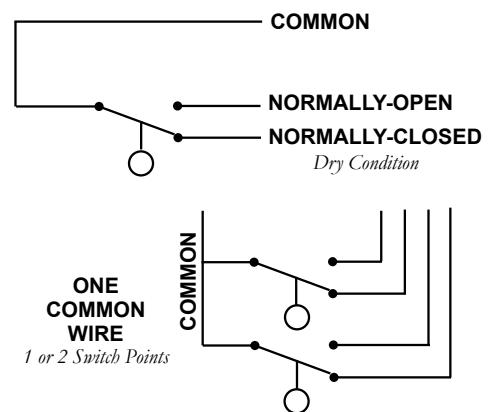 COMMON
NORMALLY-OPEN
NORMALLY-CLOSED
Dry Condition
COMMON
ONE
COMMON
WIRE
1 or 2 Switch Points